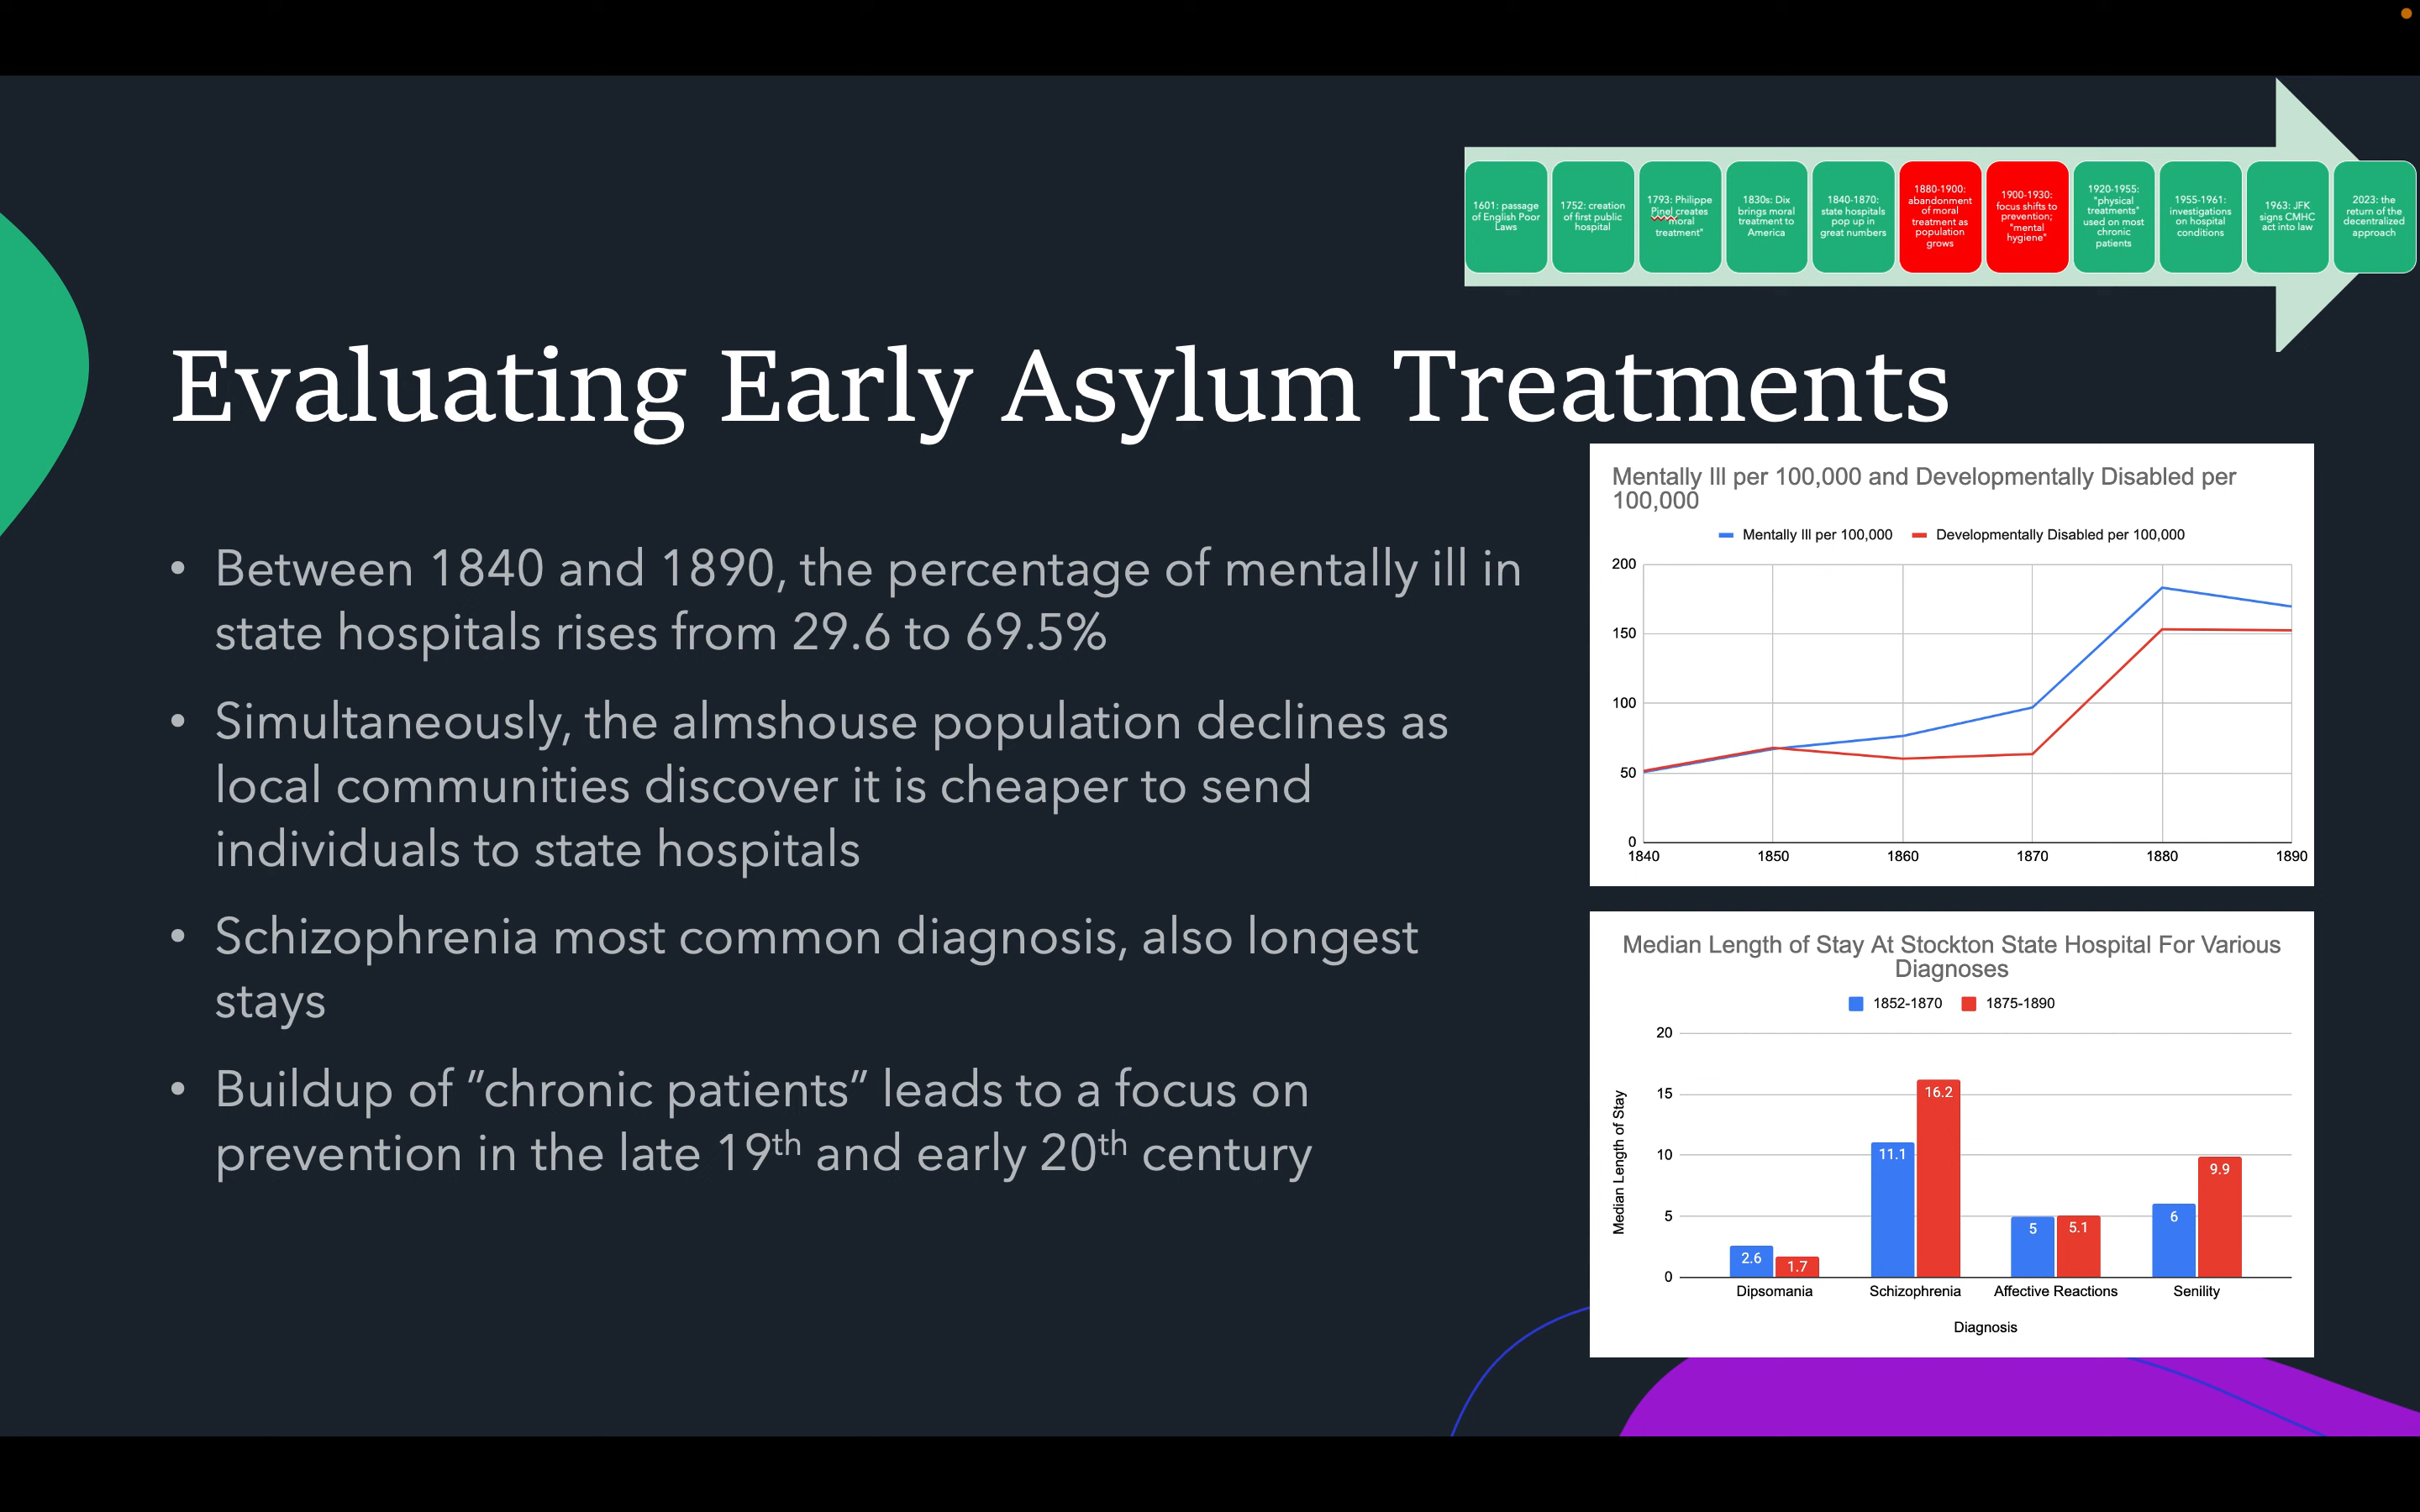 1601: passage
of English Poor
Laws
1752: creation
of first public
hospital
1793: Philippe
Pinel creates
"moral
treatment"
1830s: Dix
brings moral
treatment to
America
1840-1870:
state hospitals
pop up in
great numbers
1880-1900:
abandonment
of moral
treatment as
population
grows
1900-1930:
focus shifts to
prevention;
"mental
hygiene"
1920-1955:
"physical
treatments"
used on most
chronic
patients
1955-1961:
investigations
on hospital
conditions
1963: JFK
signs CMHC
act into law
2023: the
return of the
decentralized
approach
Evaluating Early Asylum Treatments
• Between 1840 and 1890, the percentage of mentally ill in
state hospitals rises from 29.6 to 69.5%
• Simultaneously, the almshouse population declines as
local communities discover it is cheaper to send
individuals to state hospitals
• Schizophrenia most common diagnosis, also longest
stays
• Buildup of "chronic patients" leads to a focus on
prevention in the late 19th and early 20th century
Mentally Ill per 100,000 and Developmentally Disabled per
100,000
Mentally Ill per 100,000 Developmentally Disabled per 100,000
200
150
100
50
0
1840 1850 1860 1870 1880 1890
Median Length of Stay At Stockton State Hospital For Various
Diagnoses
1852-1870 1875-1890
Median Length of Stay
20
15
10
5
0
2.6 1.7 11.1 16.2 5 5.1 6 9.9
Dipsomania Schizophrenia Affective Reactions Senility
Diagnosis